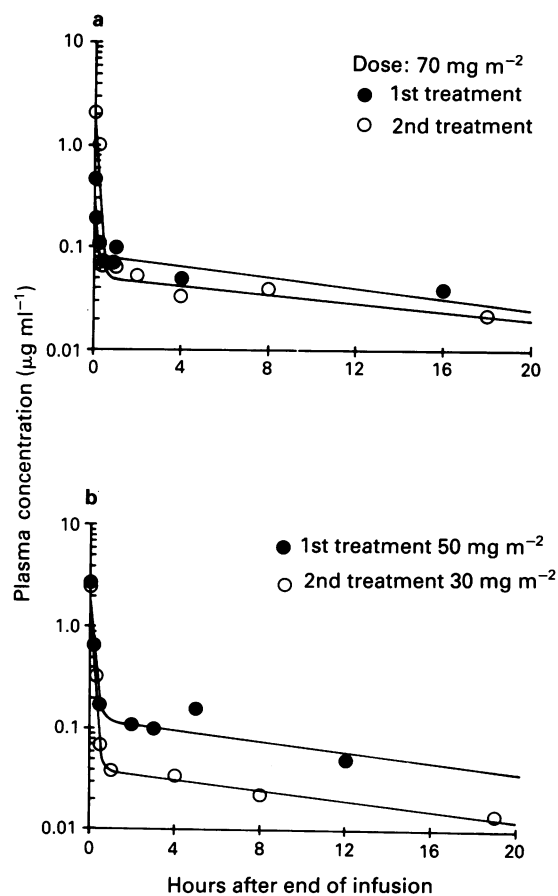 a
10
1.0
0.1
0.01
0
4
8
12
16
20
Dose: 70 mg m⁻²
● 1st treatment
○ 2nd treatment
Plasma concentration (µg ml⁻¹)
b
10
1.0
0.1
0.01
0
4
8
12
16
20
● 1st treatment 50 mg m⁻²
○ 2nd treatment 30 mg m⁻²
Hours after end of infusion